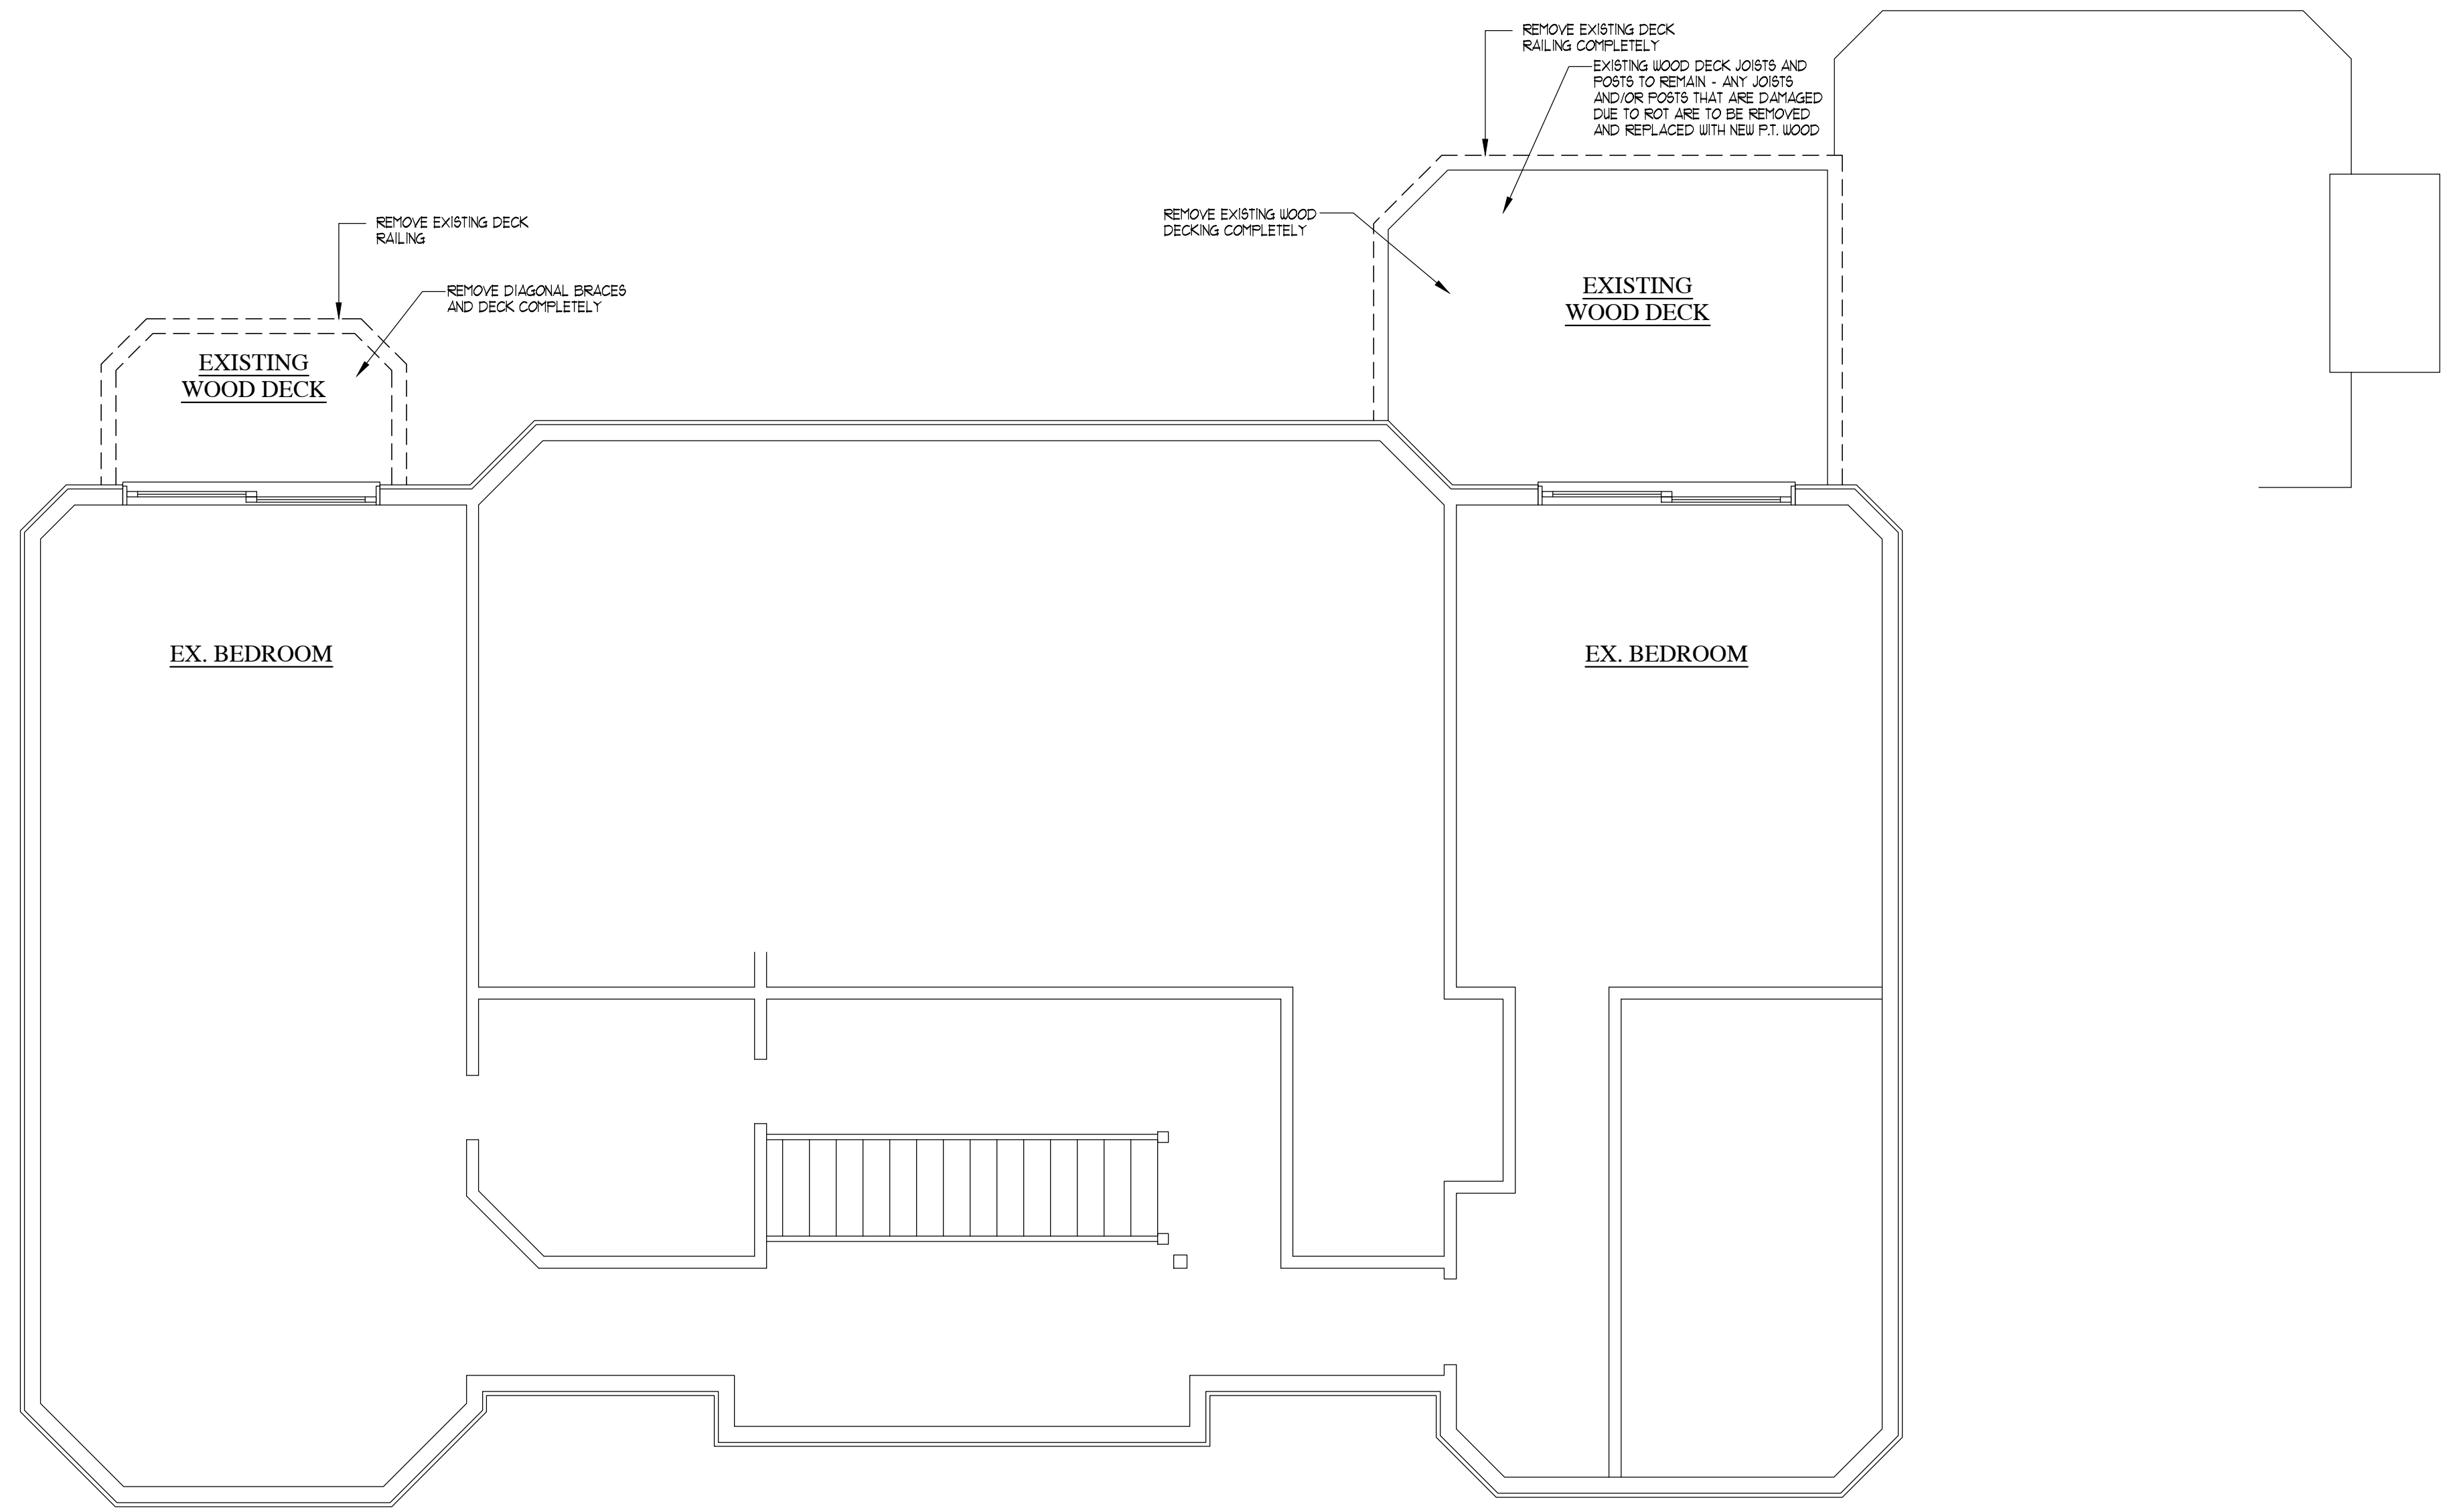 REMOVE EXISTING DECK
RAILING COMPLETELY
EXISTING WOOD DECK JOISTS AND
POSTS TO REMAIN - ANY JOISTS
AND/OR POSTS THAT ARE DAMAGED
DUE TO ROT ARE TO BE REMOVED
AND REPLACED WITH NEW P.T. WOOD
REMOVE EXISTING WOOD
DECKING COMPLETELY
REMOVE EXISTING DECK
RAILING
REMOVE DIAGONAL BRACES
AND DECK COMPLETELY
EXISTING
WOOD DECK
EXISTING
WOOD DECK
EX. BEDROOM
EX. BEDROOM